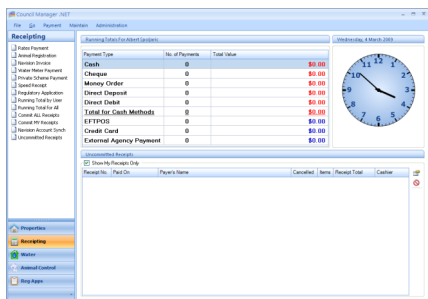 Council Manager .NET
File Go Payment Maintain Administration
Receipting
Rates Payment
Animal Registration
Navision Invoice
Water Meter Payment
Private Scheme Payment
Speed Receipt
Regulatory Application
Running Total by User
Running Total for All
Commit ALL Receipts
Commit MY Receipts
Navision Account Synch
Uncommitted Receipts
Properties
Receipting
Water
Animal Control
Reg Apps
Running Totals For Albert
Payment Type No. of Payments Total Value
Cash 0 $0.00
Cheque 0 $0.00
Money Order 0 $0.00
Direct Deposit 0 $0.00
Direct Debit 0 $0.00
Total for Cash Methods 0 $0.00
EFTPOS 0 $0.00
Credit Card 0 $0.00
External Agency Payment 0 $0.00
Wednesday, 4 March 2009
12
1
2
3
4
5
6
7
8
9
10
11
Uncommitted Receipts
Show My Receipts Only
Receipt No. Paid On Payer's Name Cancelled Items Receipt Total Cashier